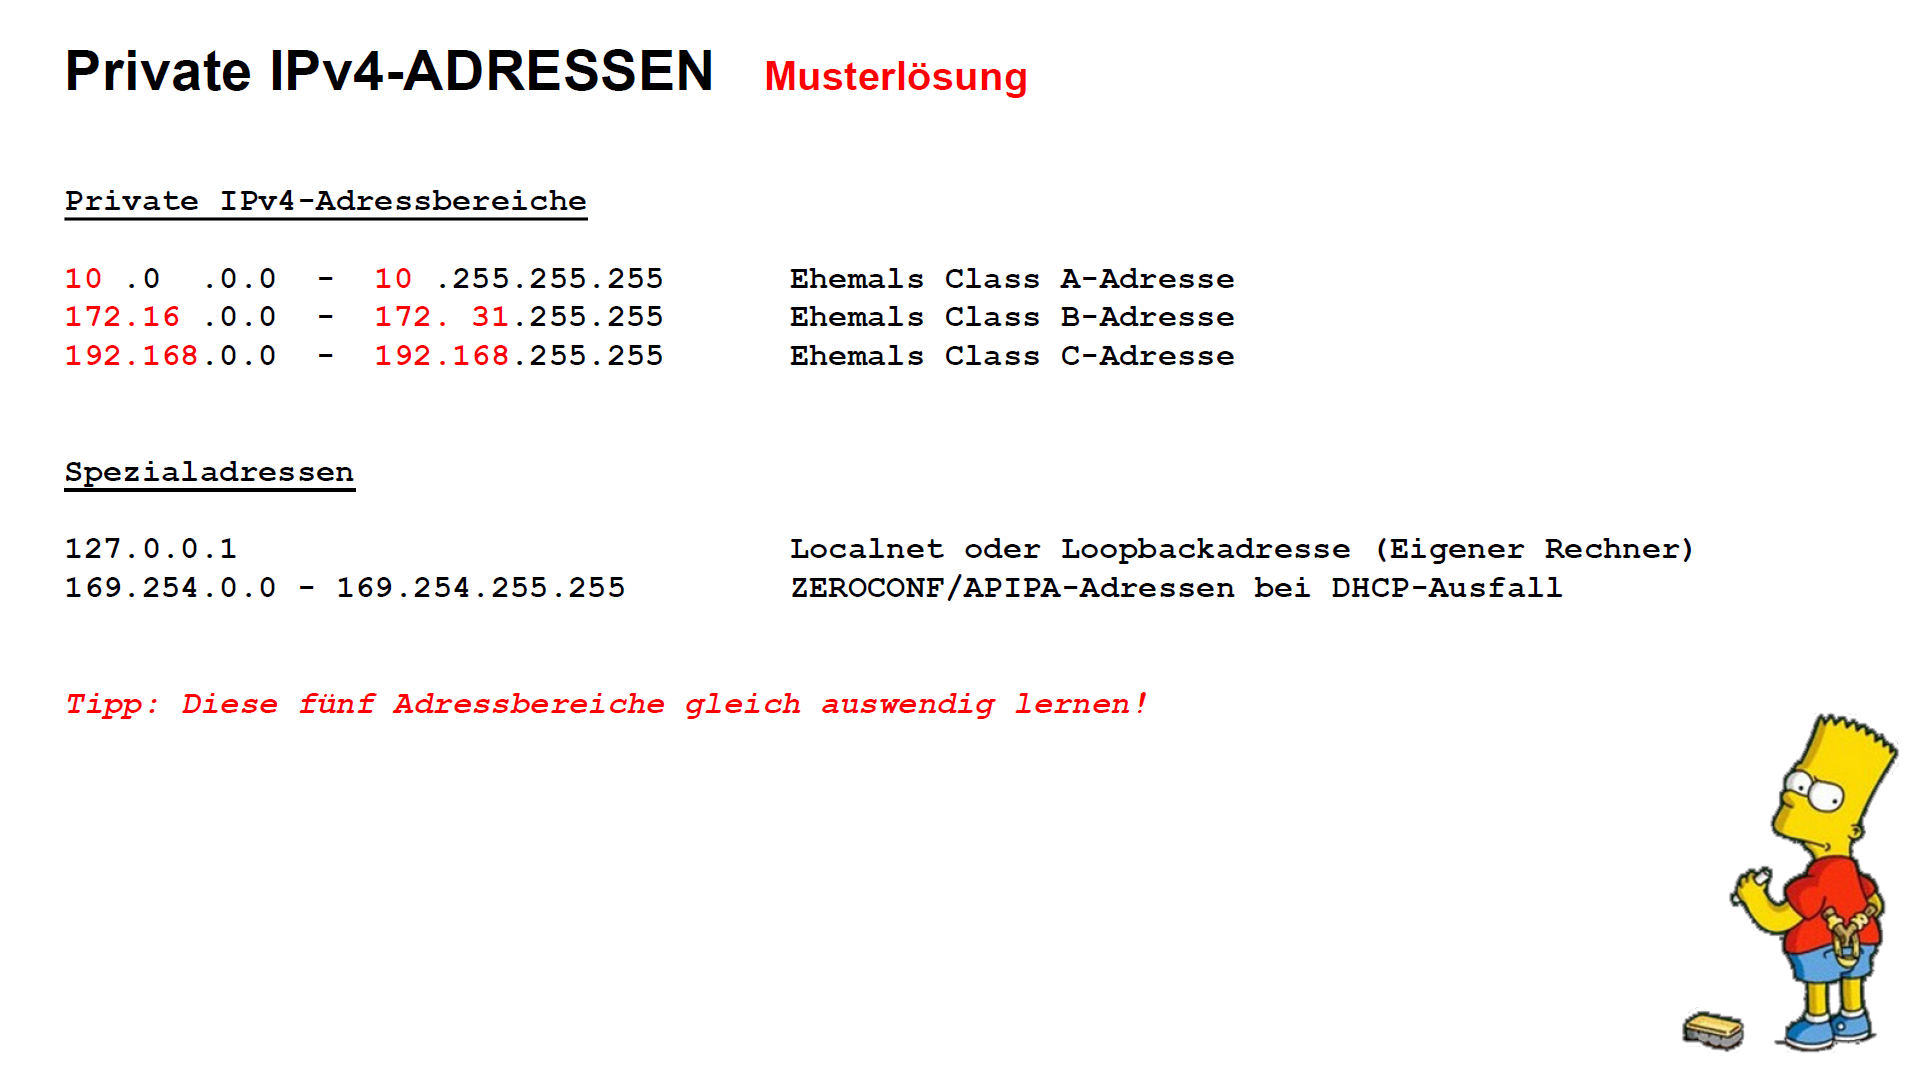 Private IPv4-ADRESSEN Musterlösung
Private IPv4-Adressbereiche
10 .0 .0.0 - 10 .255.255.255 Ehemals Class A-Adresse
172.16 .0.0 - 172. 31.255.255 Ehemals Class B-Adresse
192.168.0.0 - 192.168.255.255 Ehemals Class C-Adresse
Spezialadressen
127.0.0.1 Localnet oder Loopbackadresse (Eigener Rechner)
169.254.0.0 - 169.254.255.255 ZEROCONF/APIPA-Adressen bei DHCP-Ausfall
Tipp: Diese fünf Adressbereiche gleich auswendig lernen!